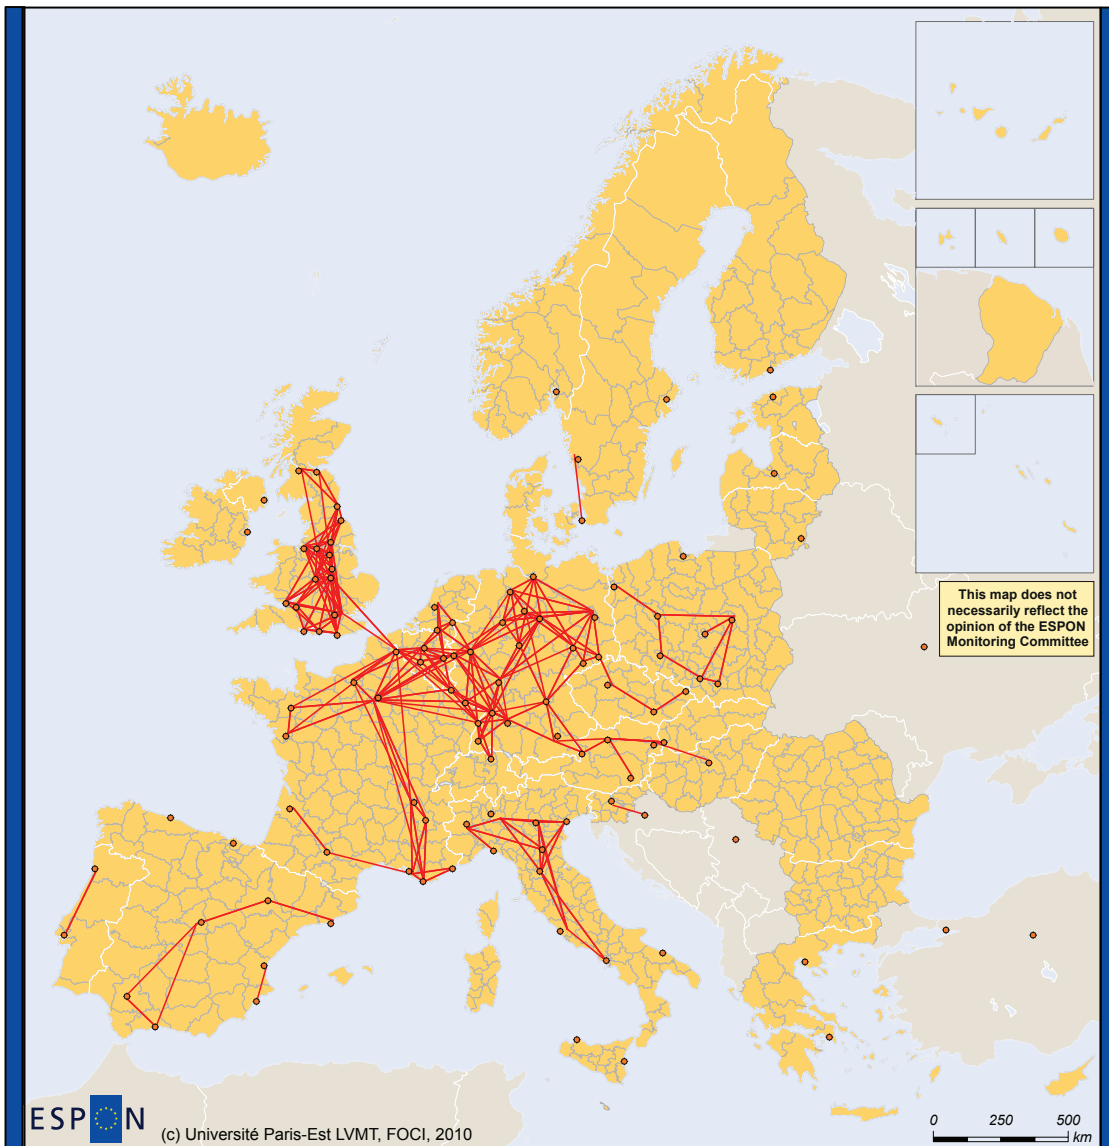 This map does not
necessarily reflect the
opinion of the ESPON
Monitoring Committee
ESPON
(c) Université Paris-Est LVMT, FOCI, 2010
0 250 500
km